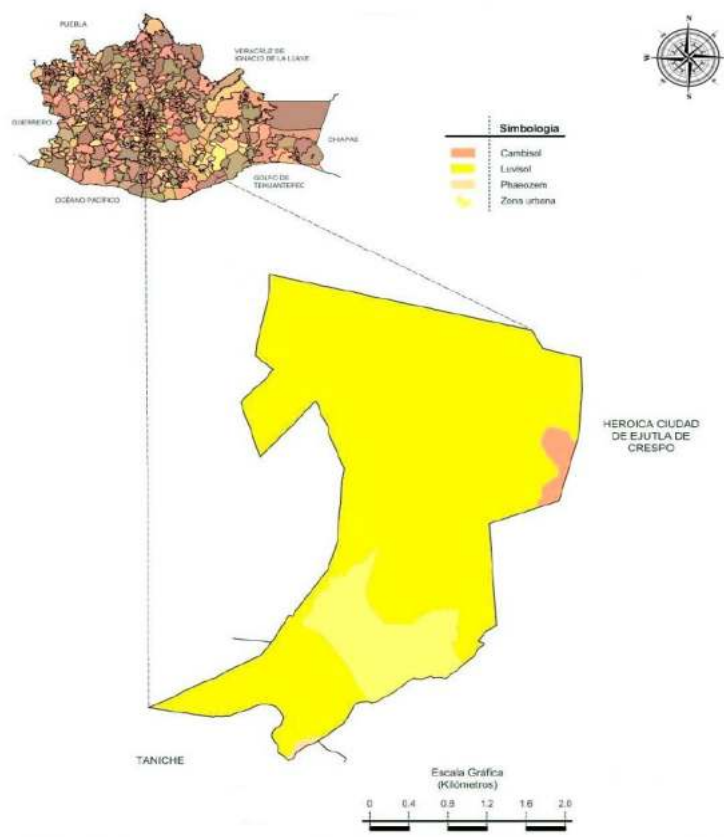 PUEBLA
VERACRUZ DE
IGNACIO DE LA LLAVE
GUERRERO
CHIAPAS
GOLFO DE
TEHUANTEPEC
OCÉANO PACÍFICO
N
W
E
S
Simbología
Cambisol
Luvisol
Phaeozem
Zona urbana
HEROICA CIUDAD
DE EJUTLA DE
CRESPO
TANICHE
Escala Gráfica
(Kilómetros)
0 0.4 0.8 1.2 1.6 2.0